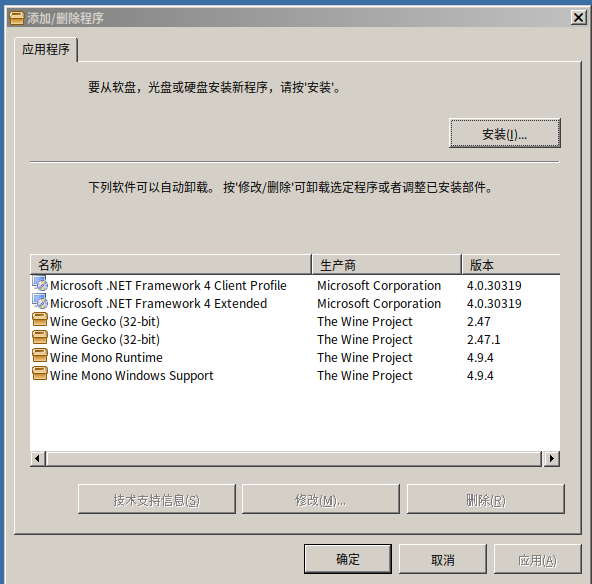 添加/删除程序
应用程序
要从软盘，光盘或硬盘安装新程序，请按'安装'。
安装(I)...
下列软件可以自动卸载。 按'修改/删除'可卸载选定程序或者调整已安装部件。
名称 生产商 版本
Microsoft .NET Framework 4 Client Profile Microsoft Corporation 4.0.30319
Microsoft .NET Framework 4 Extended Microsoft Corporation 4.0.30319
Wine Gecko (32-bit) The Wine Project 2.47
Wine Gecko (32-bit) The Wine Project 2.47.1
Wine Mono Runtime The Wine Project 4.9.4
Wine Mono Windows Support The Wine Project 4.9.4
技术支持信息(S) 修改(M)... 删除(R)
确定 取消 应用(A)